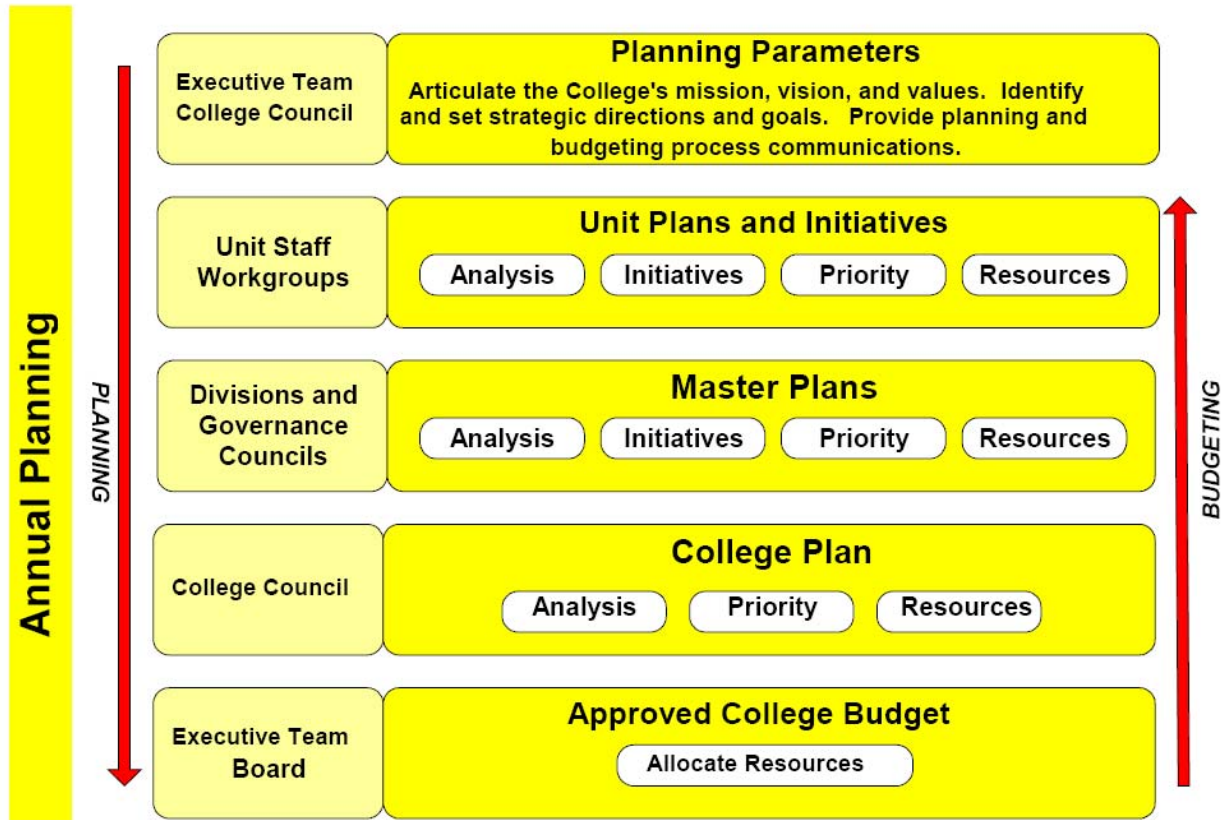 Annual Planning
PLANNING
Executive Team
College Council
Planning Parameters
Articulate the College's mission, vision, and values. Identify
and set strategic directions and goals. Provide planning and
budgeting process communications.
Unit Staff
Workgroups
Unit Plans and Initiatives
Analysis
Initiatives
Priority
Resources
Divisions and
Governance
Councils
Master Plans
Analysis
Initiatives
Priority
Resources
College Council
College Plan
Analysis
Priority
Resources
Executive Team
Board
Approved College Budget
Allocate Resources
BUDGETING